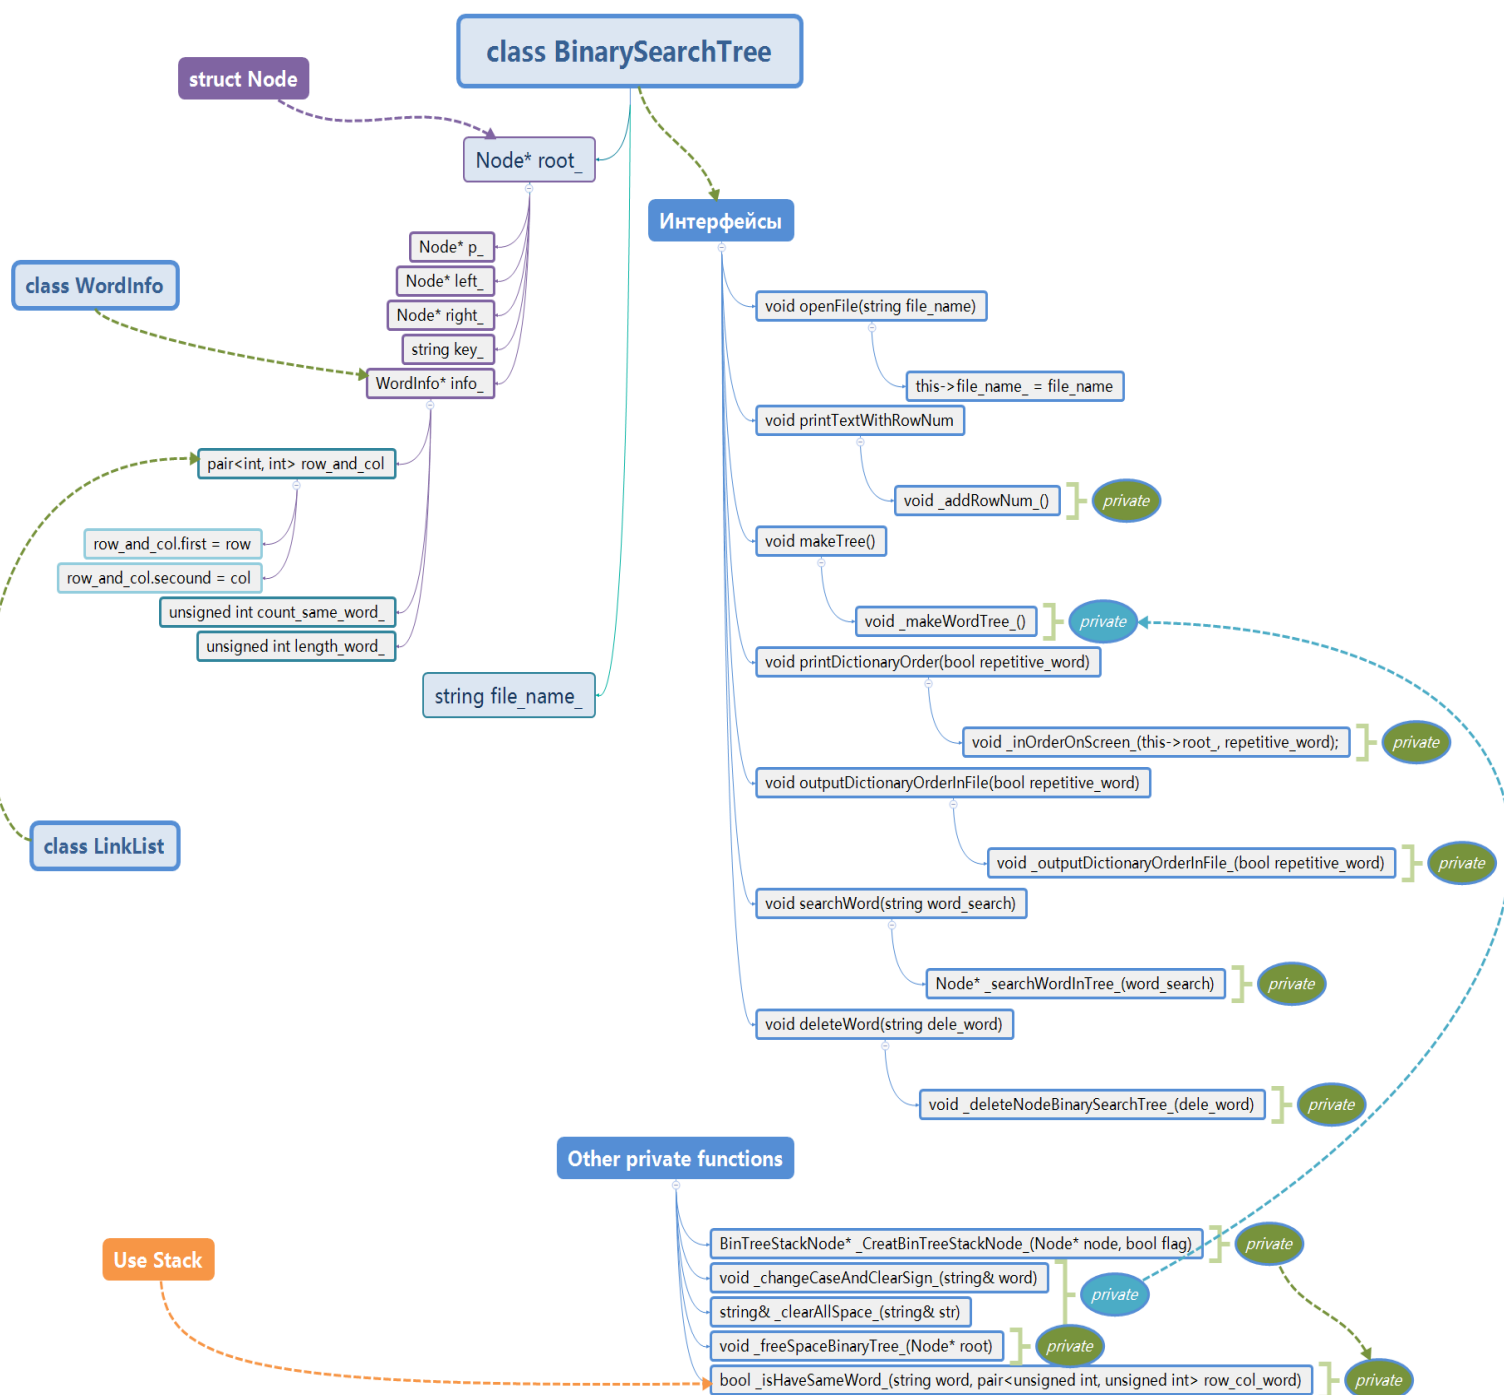 class BinarySearchTree
struct Node
Node* root_
Node* p_
Node* left_
Node* right_
string key_
WordInfo* info_
class WordInfo
pair<int, int> row_and_col
row_and_col.first = row
row_and_col.secound = col
unsigned int count_same_word_
unsigned int length_word_
string file_name_
class LinkList
Интерфейсы
void openFile(string file_name)
this->file_name_ = file_name
void printTextWithRowNum
void _addRowNum_()
private
void makeTree()
void _makeWordTree_()
private
void printDictionaryOrder(bool repetitive_word)
void _inOrderOnScreen_(this->root_, repetitive_word);
private
void outputDictionaryOrderInFile(bool repetitive_word)
void _outputDictionaryOrderInFile_(bool repetitive_word)
private
void searchWord(string word_search)
Node* _searchWordInTree_(word_search)
private
void deleteWord(string dele_word)
void _deleteNodeBinarySearchTree_(dele_word)
private
Other private functions
BinTreeStackNode* _CreatBinTreeStackNode_(Node* node, bool flag)
private
void _changeCaseAndClearSign_(string& word)
private
string& _clearAllSpace_(string& str)
void _freeSpaceBinaryTree_(Node* root)
private
bool _isHaveSameWord_(string word, pair<unsigned int, unsigned int> row_col_word)
private
Use Stack